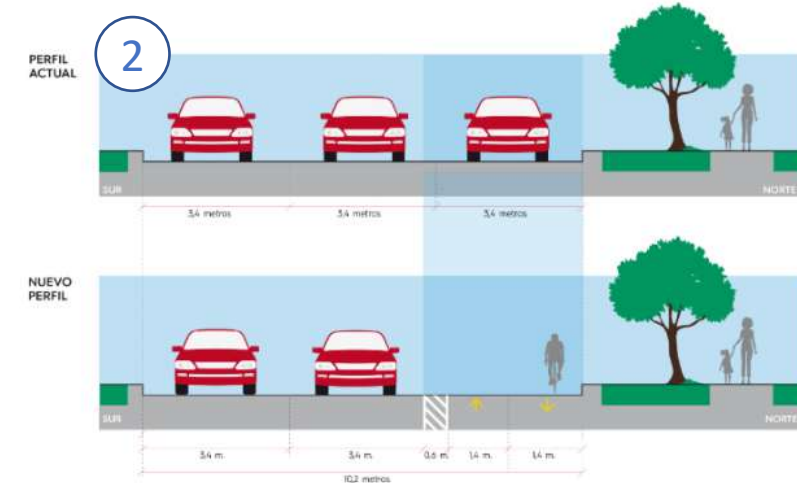 PERFIL
ACTUAL
2
SUR
NORTE
3,4 metros
3,4 metros
3,4 metros
NUEVO
PERFIL
SUR
NORTE
3,4 m.
3,4 m.
0,6 m.
1,4 m.
1,4 m.
10,2 metros